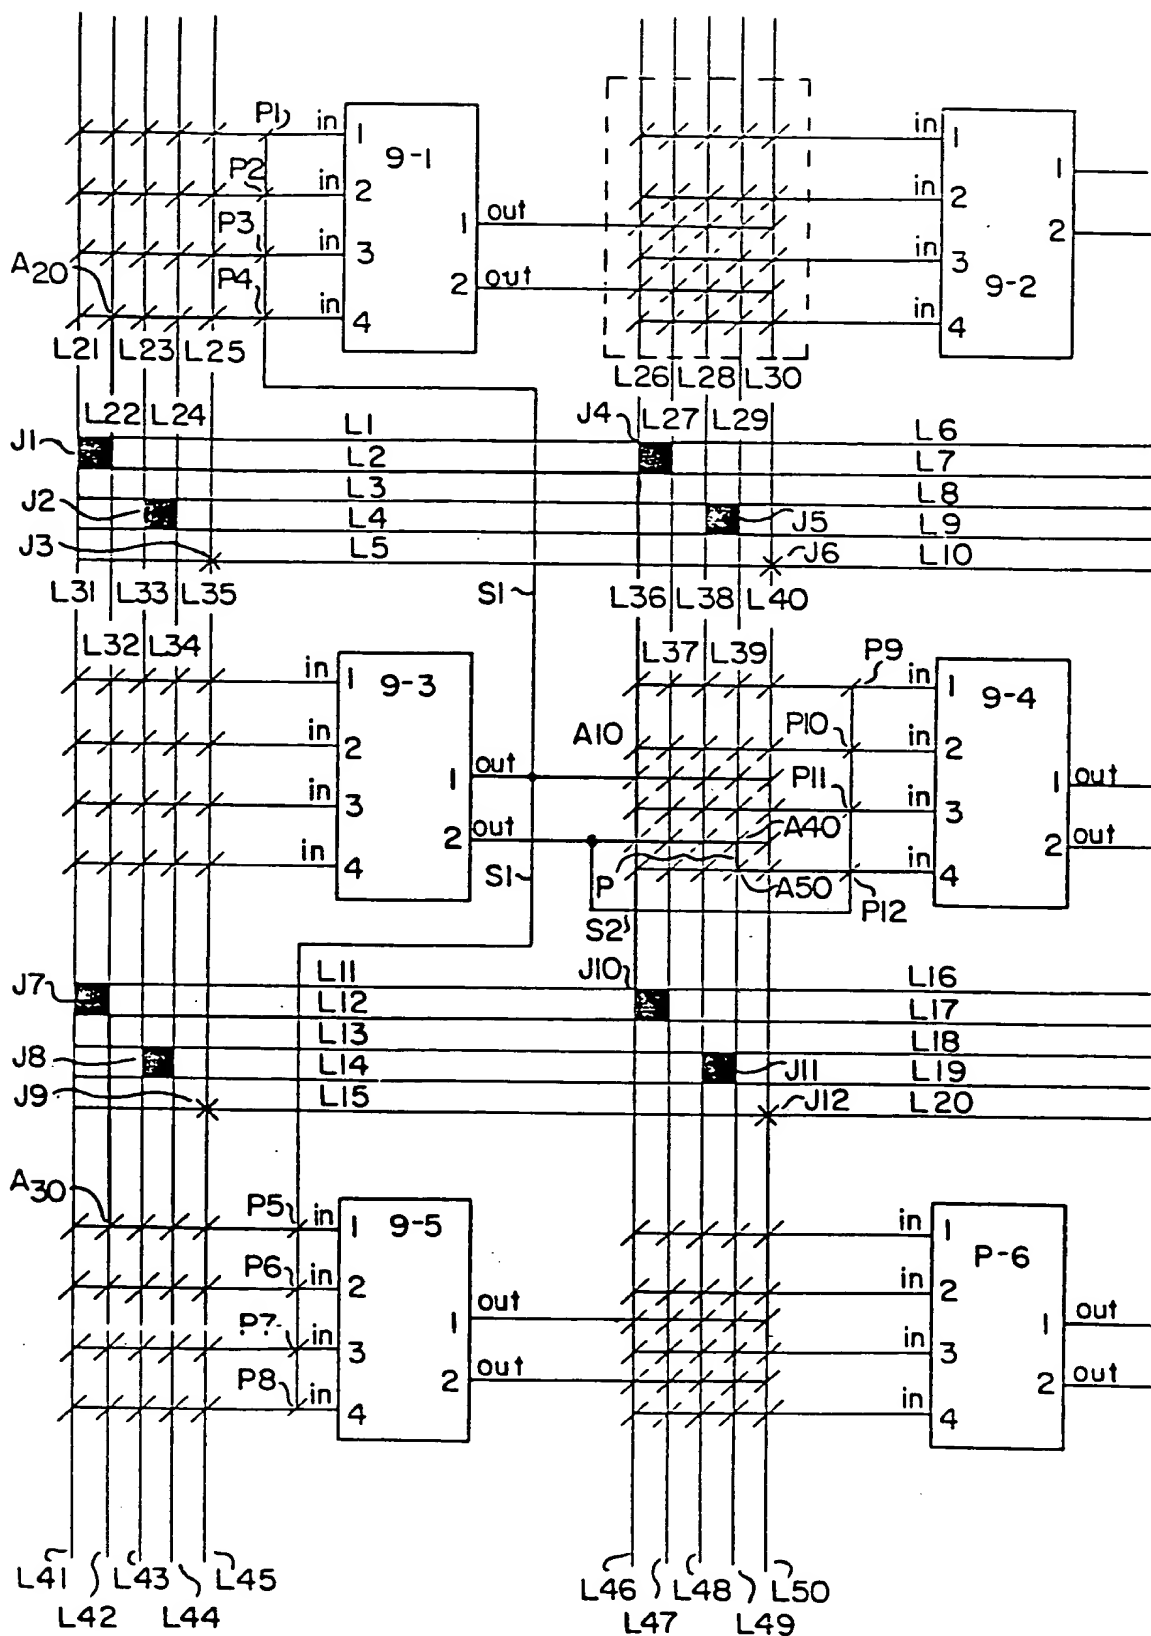 P1 in 1 9-1 in 1
P2 in 2 1 out in 2 1
P3 in 3 2 out in 3 2
A20 P4 in 4 in 4 9-2
L21 L23 L25 L26 L28 L30
L22 L24 L1 J4 L27 L29 L6
J1 L2 L7
J2 L3 L8
L4 J5 L9
J3 L5 J6 L10
L31 L33 L35 S1 L36 L38 L40
L32 L34 L37 L39 P9
in 1 9-3 in 1 9-4
in 2 A10 P10 in 2
1 out P11 1 out
in 3 in 3
2 out A40 2 out
in 4 S1 P A50 in 4
S2 P12
J7 L11 J10 L16
L12 L17
J8 L13 L18
L14 J11 L19
J9 L15 J12 L20
A30 P5 in 1 9-5 in 1 P-6
P6 in 2 in 2
1 out 1 out
P7 in 3 in 3
P8 2 out 2 out
in 4 in 4
L41 L43 L45 L46 L48 L50
L42 L44 L47 L49